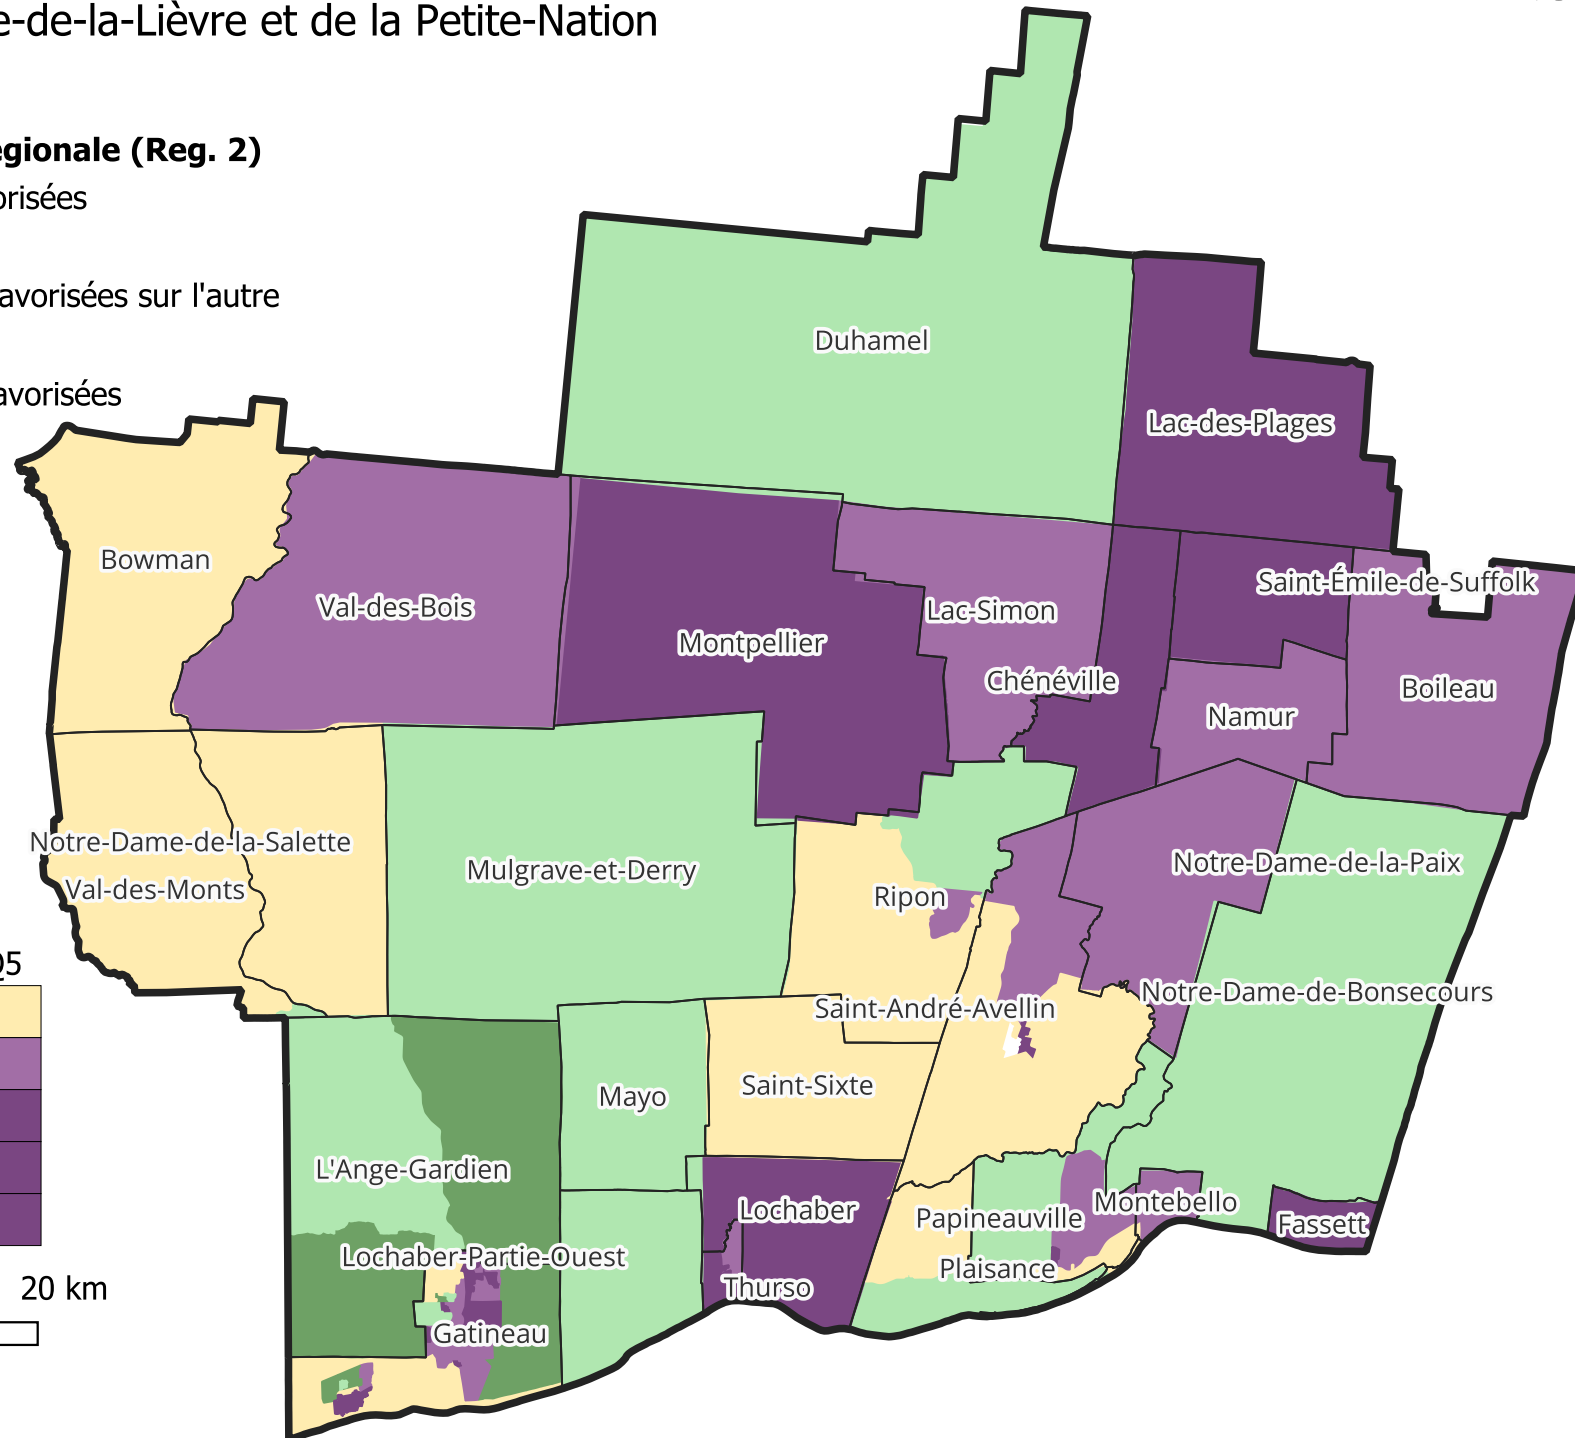 e-de-la-Lièvre et de la Petite-Nation
égionale (Reg. 2)
orisées
avorisées sur l'autre
avorisées
Duhamel
Lac-des-Plages
Bowman
Saint-Émile-de-Suffolk
Val-des-Bois
Lac-Simon
Montpellier
Chénéville
Boileau
Namur
Notre-Dame-de-la-Salette
Notre-Dame-de-la-Paix
Mulgrave-et-Derry
Val-des-Monts
Ripon
Q5
Notre-Dame-de-Bonsecours
Saint-André-Avellin
Saint-Sixte
Mayo
L'Ange-Gardien
Montebello
Lochaber
Papineauville
Fassett
Lochaber-Partie-Ouest
Plaisance
20 km
Thurso
Gatineau